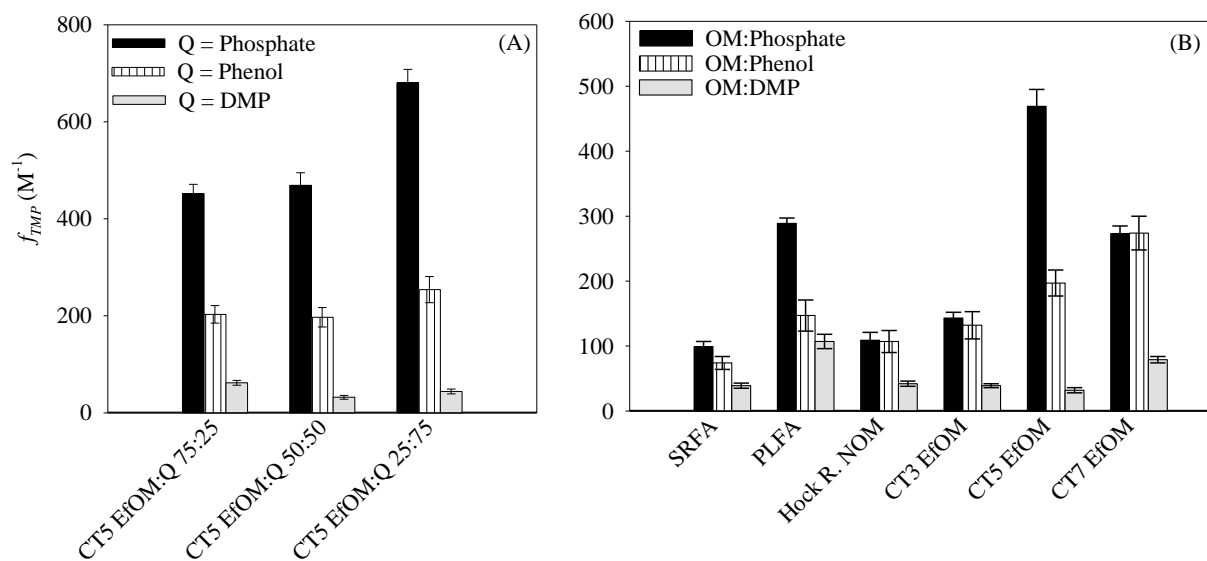 800
600
400
200
0
f_TMP (M⁻¹)
Q = Phosphate
Q = Phenol
Q = DMP
(A)
CT5 EfOM:Q 75:25
CT5 EfOM:Q 50:50
CT5 EfOM:Q 25:75
600
500
400
300
200
100
0
OM:Phosphate
OM:Phenol
OM:DMP
(B)
SRFA
PLFA
Hock R. NOM
CT3 EfOM
CT5 EfOM
CT7 EfOM